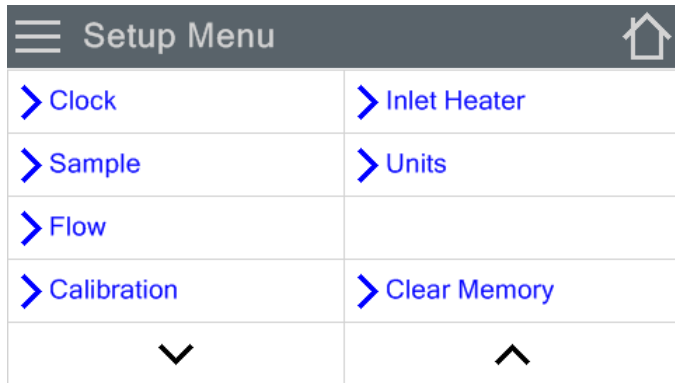 Setup Menu
Clock
Inlet Heater
Sample
Units
Flow
Calibration
Clear Memory